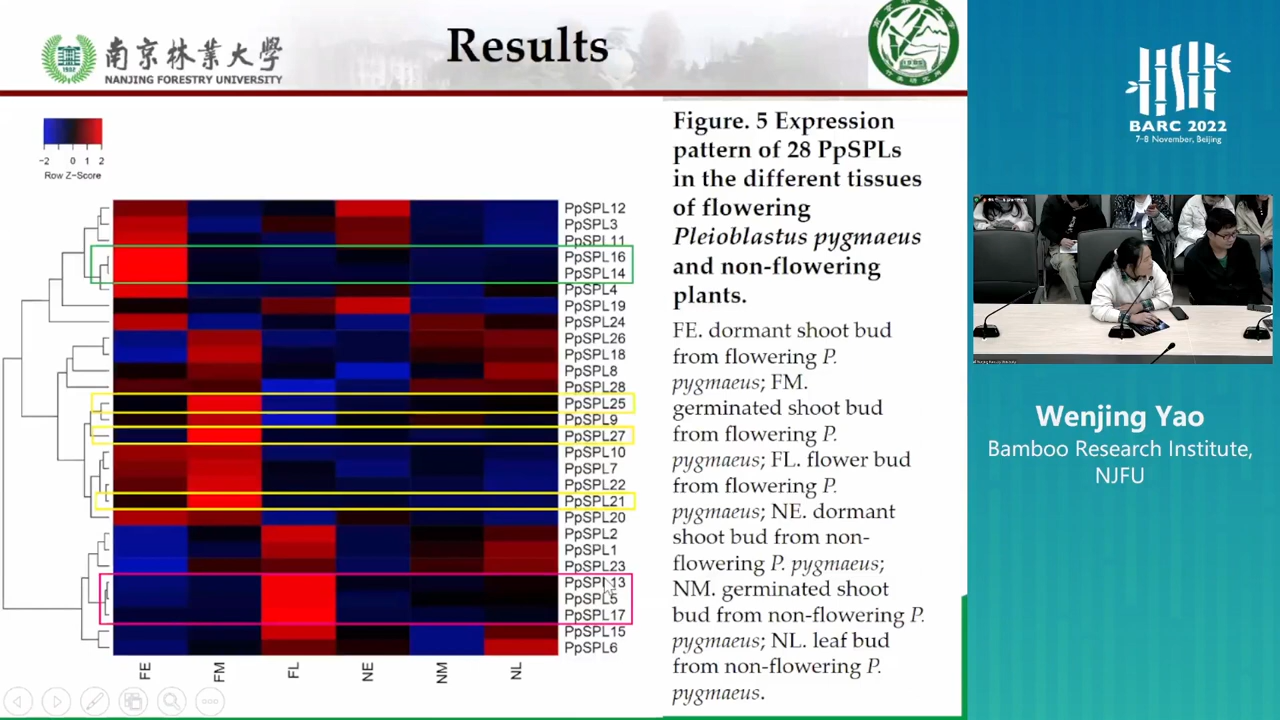 南京林業大學
NANJING FORESTRY UNIVERSITY
Results
−2 0 1 2
Row Z−Score
PpSPL12
PpSPL3
PpSPL11
PpSPL16
PpSPL14
PpSPL4
PpSPL19
PpSPL24
PpSPL26
PpSPL18
PpSPL8
PpSPL28
PpSPL25
PpSPL9
PpSPL27
PpSPL10
PpSPL7
PpSPL22
PpSPL21
PpSPL20
PpSPL2
PpSPL1
PpSPL23
PpSPL13
PpSPL5
PpSPL17
PpSPL15
PpSPL6
FE FM FL NE NM NL
Figure. 5 Expression
pattern of 28 PpSPLs
in the different tissues
of flowering
Pleioblastus pygmaeus
and non-flowering
plants.
FE. dormant shoot bud
from flowering P.
pygmaeus; FM.
germinated shoot bud
from flowering P.
pygmaeus; FL. flower bud
from flowering P.
pygmaeus; NE. dormant
shoot bud from non-
flowering P. pygmaeus;
NM. germinated shoot
bud from non-flowering P.
pygmaeus; NL. leaf bud
from non-flowering P.
pygmaeus.
BARC 2022
7-8 November, Beijing
Wenjing Yao
Bamboo Research Institute,
NJFU